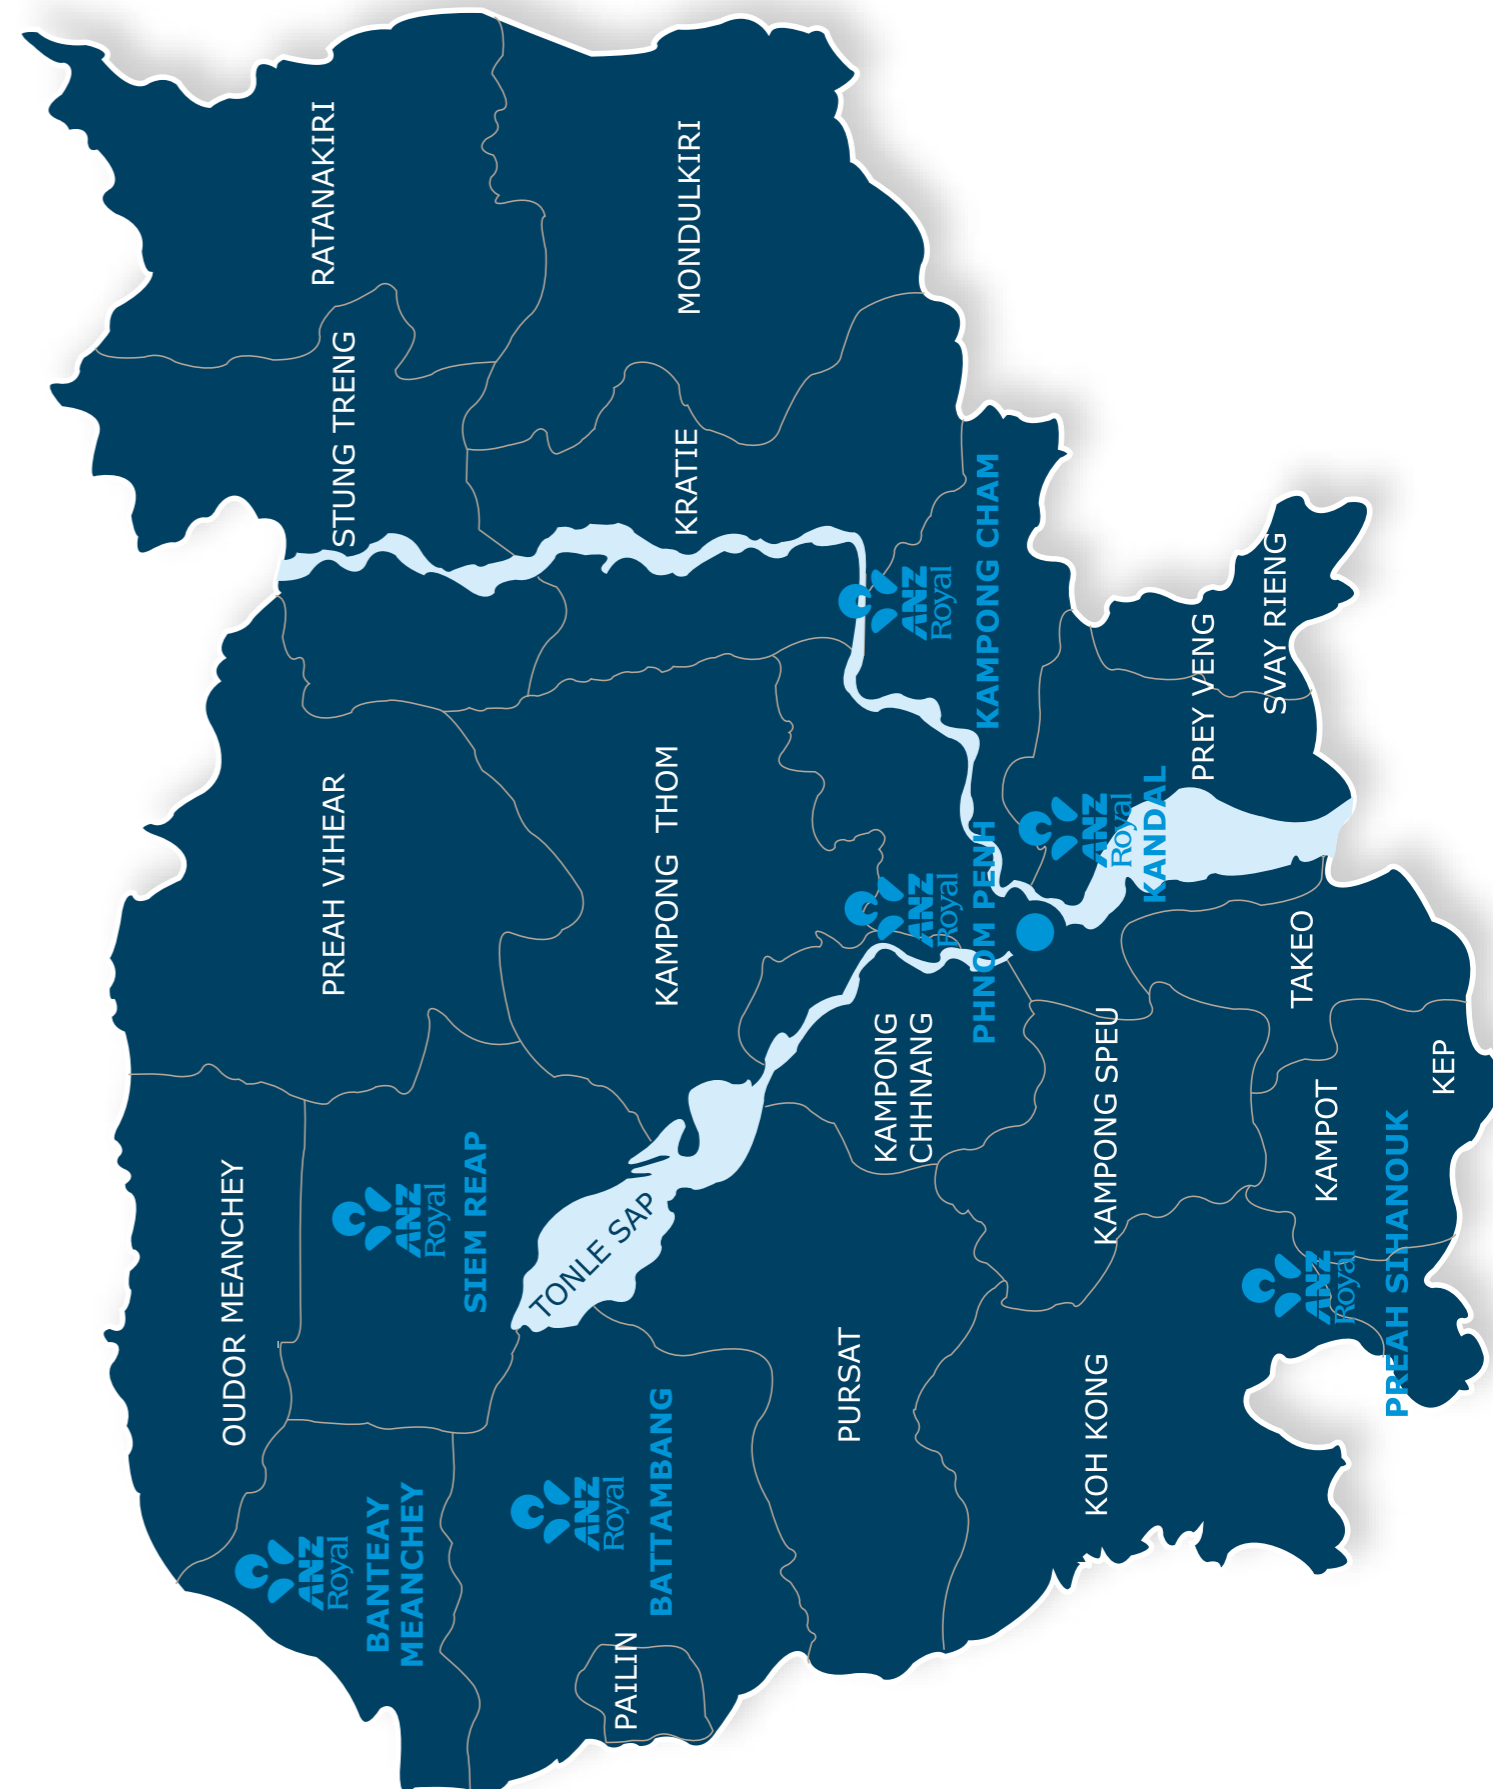 OUDOR MEANCHEY
PREAH VIHEAR
STUNG TRENG
RATANAKIRI
ANZ
Royal
BANTEAY
MEANCHEY
ANZ
Royal
SIEM REAP
ANZ
Royal
BATTAMBANG
PAILIN
TONLE SAP
KAMPONG THOM
KRATIE
MONDULKIRI
PURSAT
KAMPONG
CHHNANG
ANZ
Royal
PHNOM PENH
ANZ
Royal
KAMPONG CHAM
KOH KONG
KAMPONG SPEU
ANZ
Royal
KANDAL
PREY VENG
SVAY RIENG
TAKEO
KAMPOT
ANZ
Royal
PREAH SIHANOUK
KEP